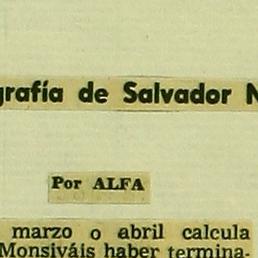 grafía de Salvador N
Por ALFA
marzo o abril calcula
Monsiváis haber termina-